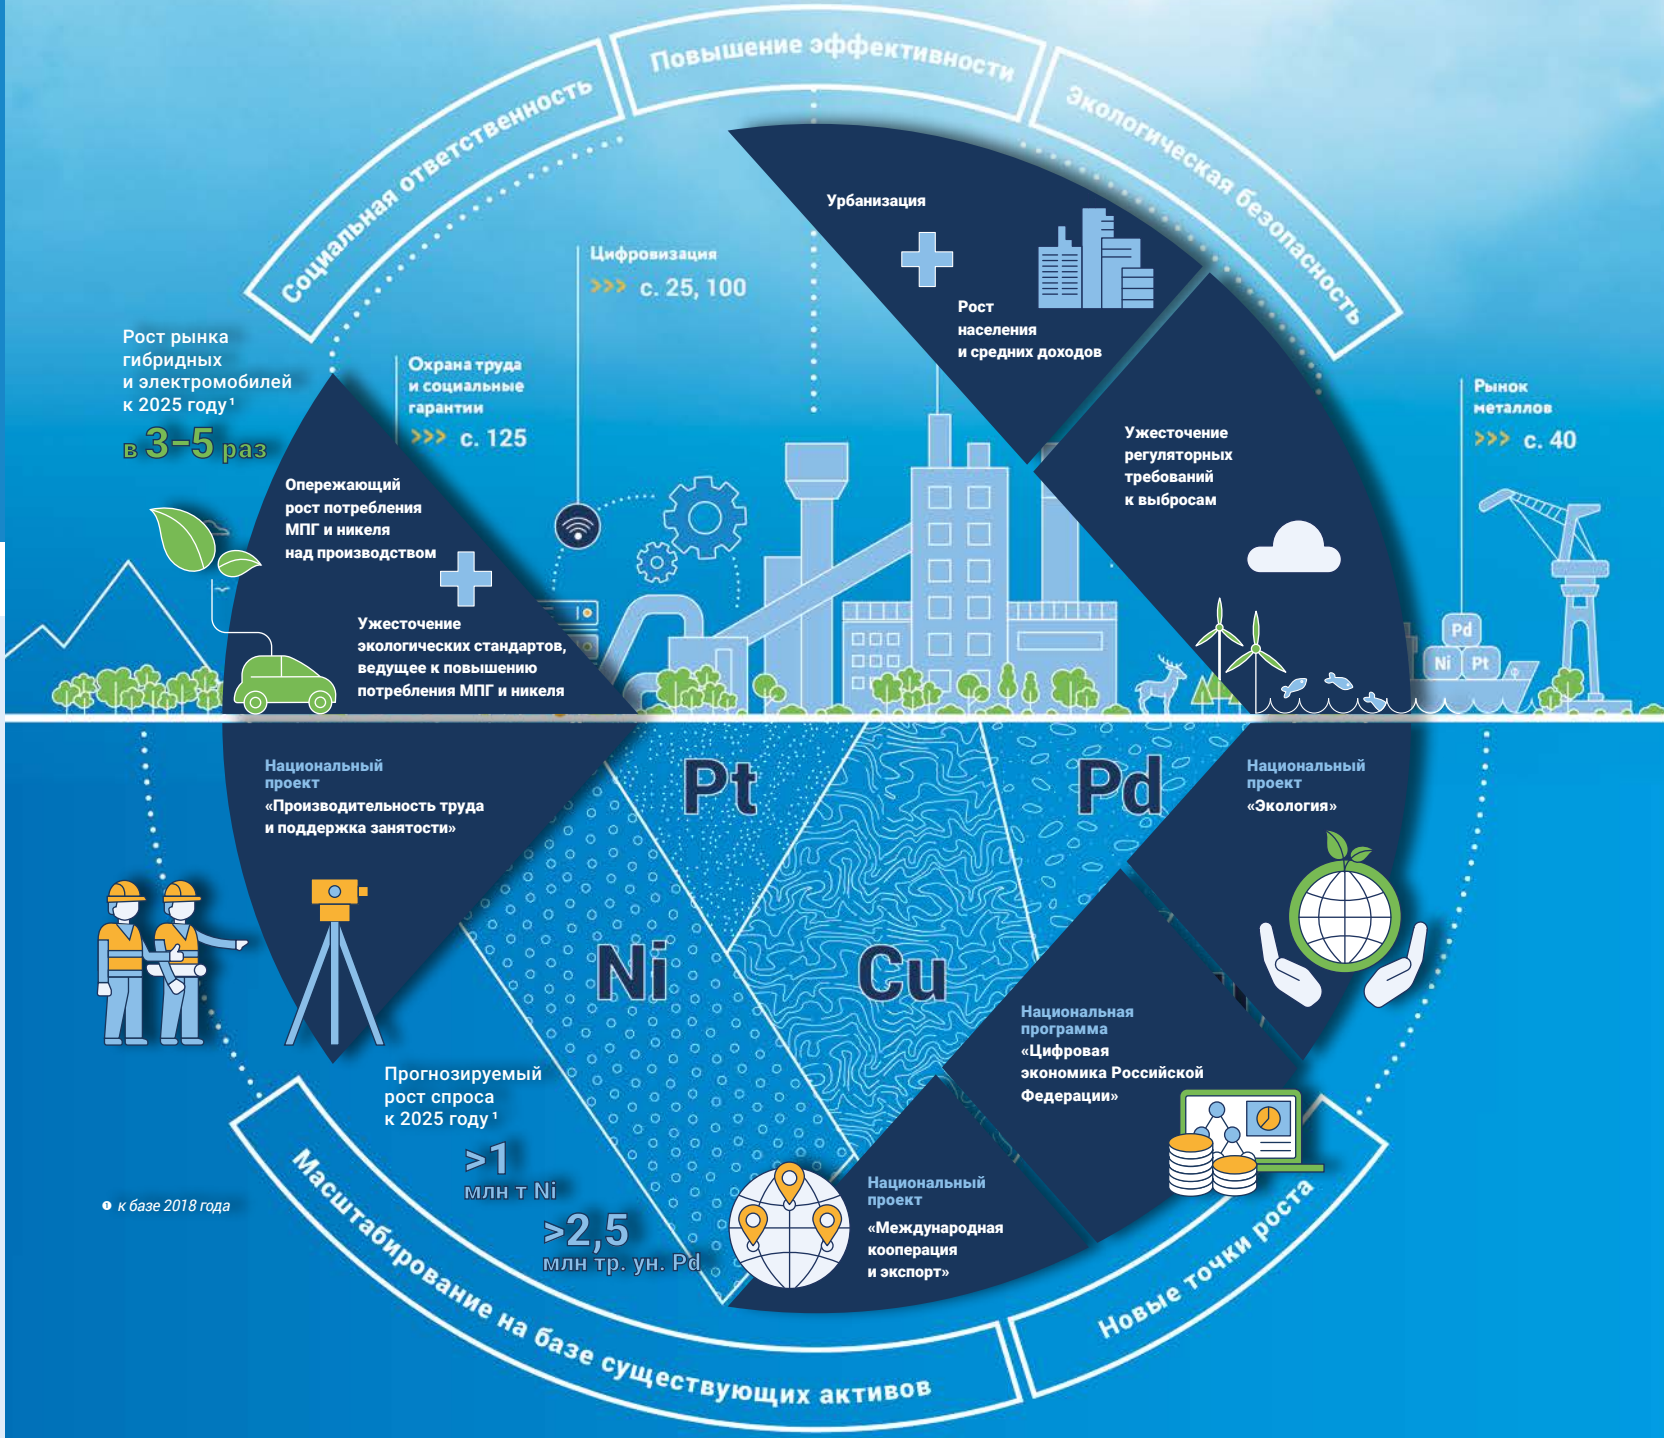 Социальная ответственность
Повышение эффективности
Экологическая безопасность
Урбанизация
Рост
населения
и средних доходов
Цифровизация
>>> с. 25, 100
Рост рынка
гибридных
и электромобилей
к 2025 году¹
в 3–5 раз
Охрана труда
и социальные
гарантии
>>> с. 125
Рынок
металлов
>>> с. 40
Ужесточение
регуляторных
требований
к выбросам
Опережающий
рост потребления
МПГ и никеля
над производством
Ужесточение
экологических стандартов,
ведущее к повышению
потребления МПГ и никеля
Pd
Ni Pt
Национальный
проект
«Производительность труда
и поддержка занятости»
Pt
Pd
Национальный
проект
«Экология»
Ni
Cu
Национальная
программа
«Цифровая
экономика Российской
Федерации»
Прогнозируемый
рост спроса
к 2025 году¹
>1
млн т Ni
>2,5
млн тр. ун. Pd
Национальный
проект
«Международная
кооперация
и экспорт»
1 к базе 2018 года
Масштабирование на базе существующих активов
Новые точки роста